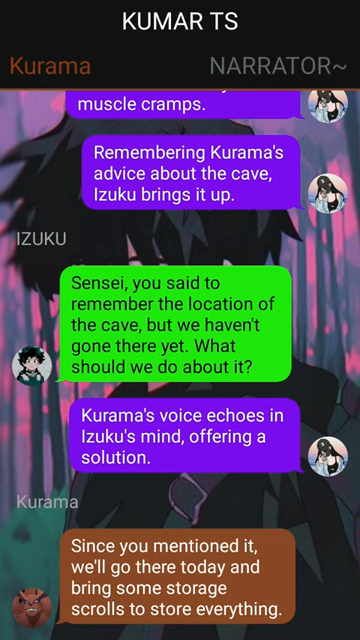 KUMAR TS
Kurama
NARRATOR~
muscle cramps.
Remembering Kurama's
advice about the cave,
Izuku brings it up.
IZUKU
Sensei, you said to
remember the location of
the cave, but we haven't
gone there yet. What
should we do about it?
Kurama's voice echoes in
Izuku's mind, offering a
solution.
Kurama
Since you mentioned it,
we'll go there today and
bring some storage
scrolls to store everything.